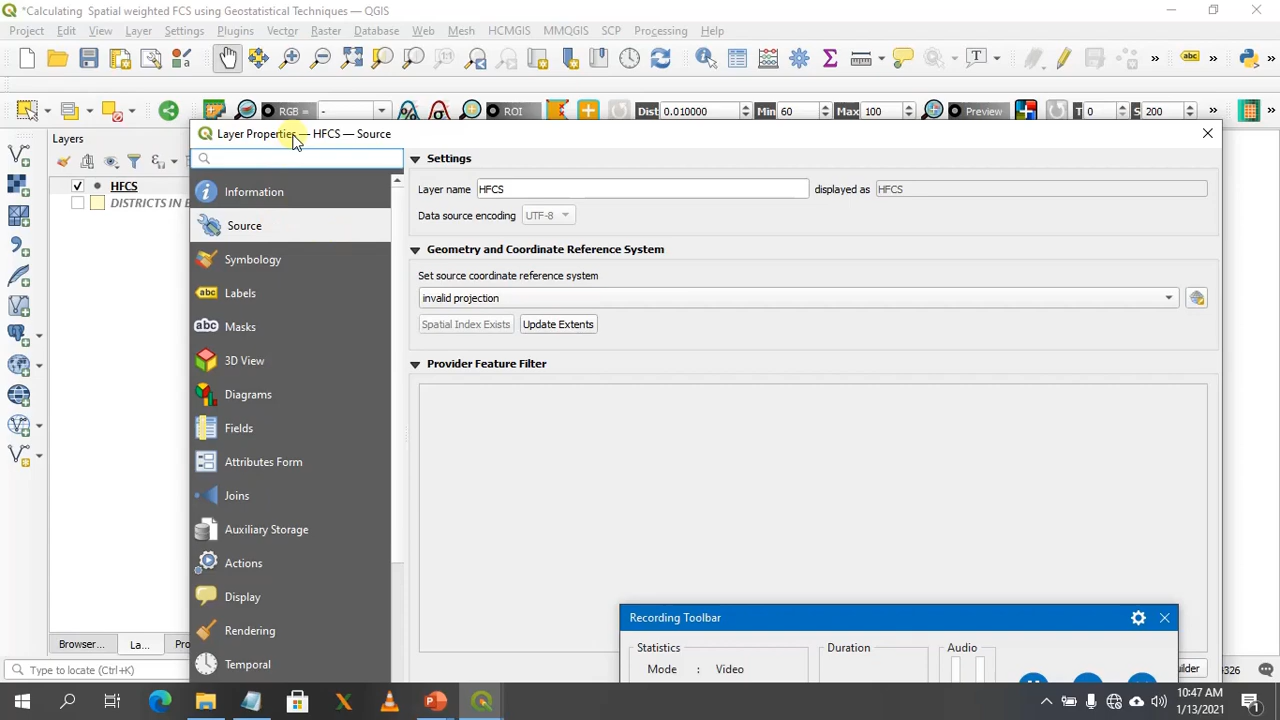 *Calculating  Spatial weighted FCS using Geostatistical Techniques — QGIS
Project Edit View Layer Settings Plugins Vector Raster Database Web Mesh HCMGIS MMQGIS SCP Processing Help
RGB = - ROI Dist 0.010000 Min 60 Max 100 Preview T 0 S 200
Layers
HFCS
DISTRICTS IN
Layer Properties — HFCS — Source
Information
Source
Symbology
Labels
Masks
3D View
Diagrams
Fields
Attributes Form
Joins
Auxiliary Storage
Actions
Display
Rendering
Temporal
Settings
Layer name HFCS displayed as HFCS
Data source encoding UTF-8
Geometry and Coordinate Reference System
Set source coordinate reference system
invalid projection
Spatial Index Exists Update Extents
Provider Feature Filter
Recording Toolbar
Statistics Duration Audio
Mode : Video
Browser... La... Pro
Type to locate (Ctrl+K)
10:47 AM
1/13/2021